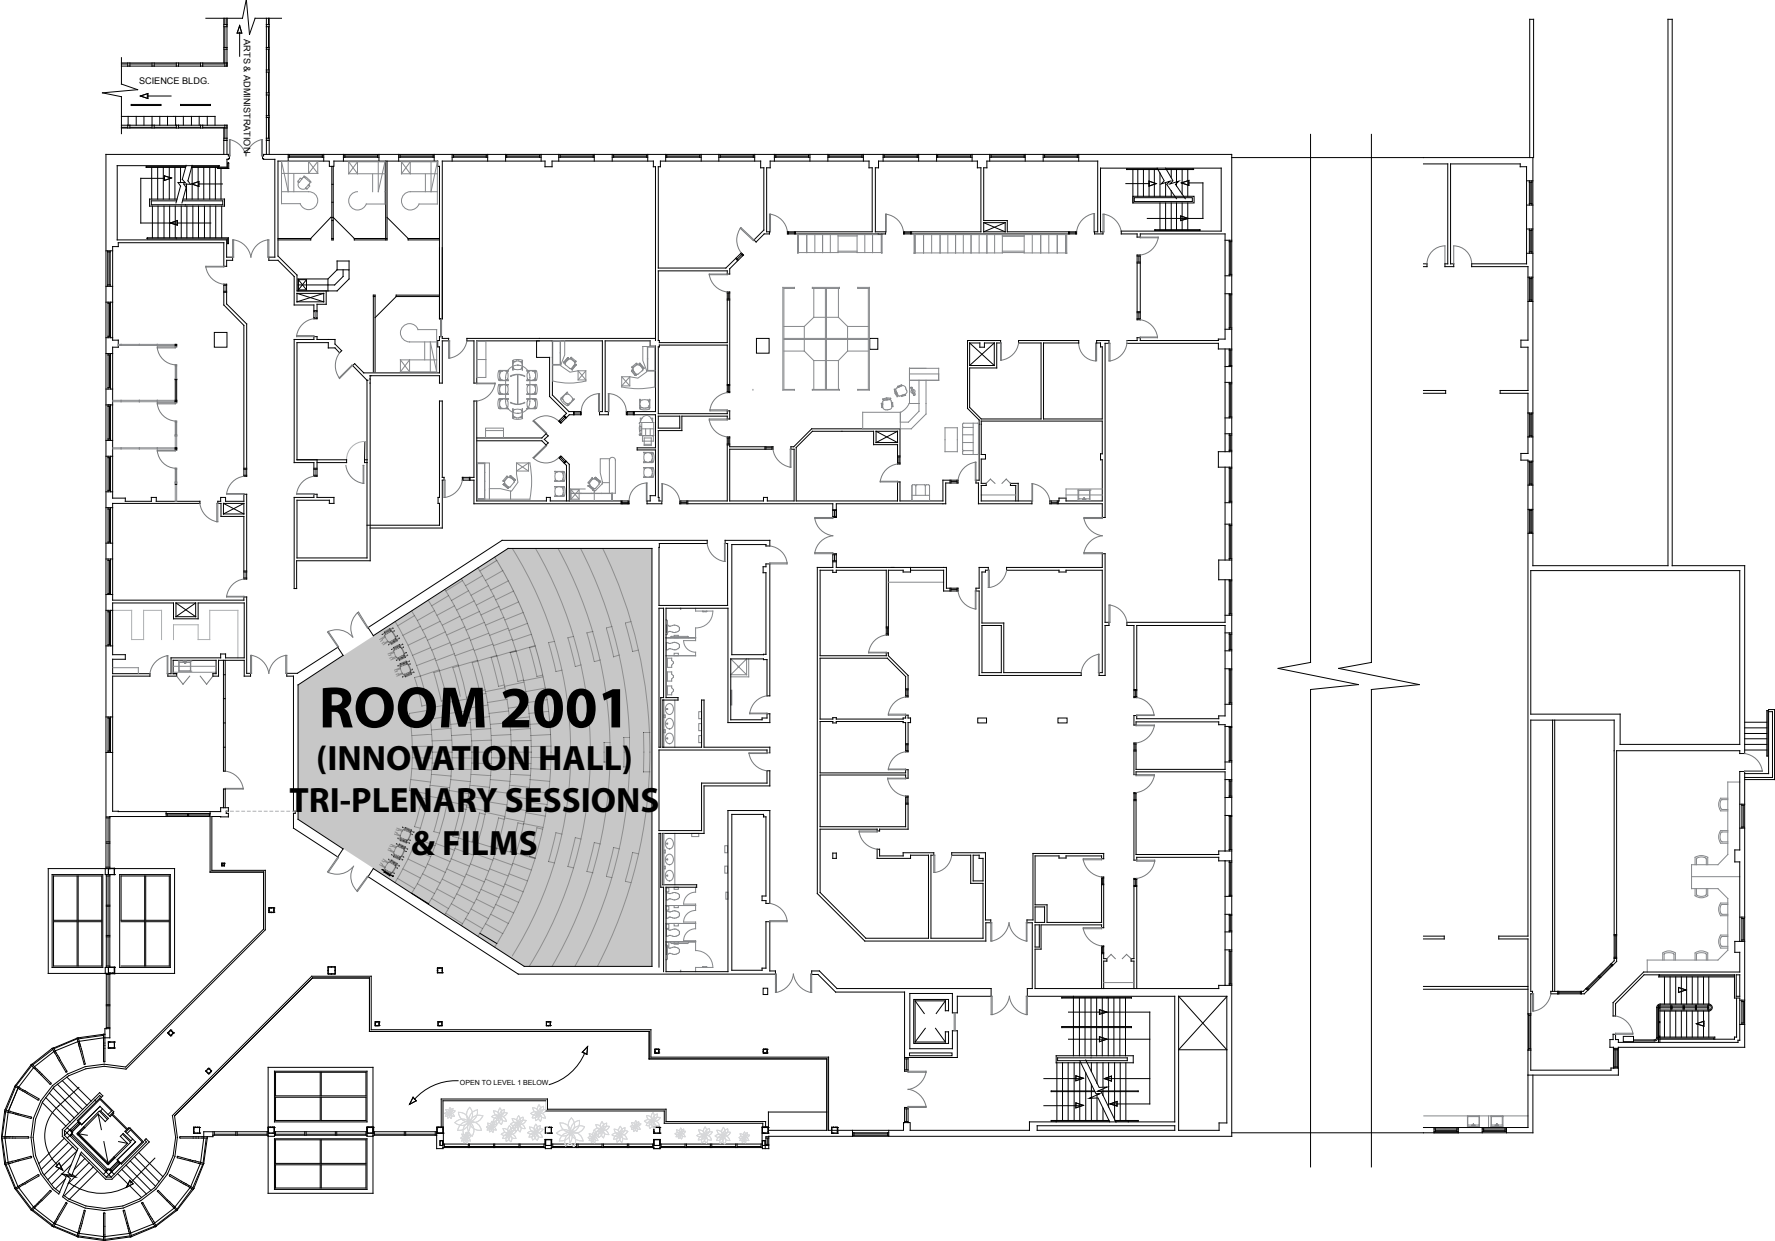 ARTS & ADMINISTRATION
SCIENCE BLDG.
ROOM 2001
(INNOVATION HALL)
TRI-PLENARY SESSIONS
& FILMS
OPEN TO LEVEL 1 BELOW